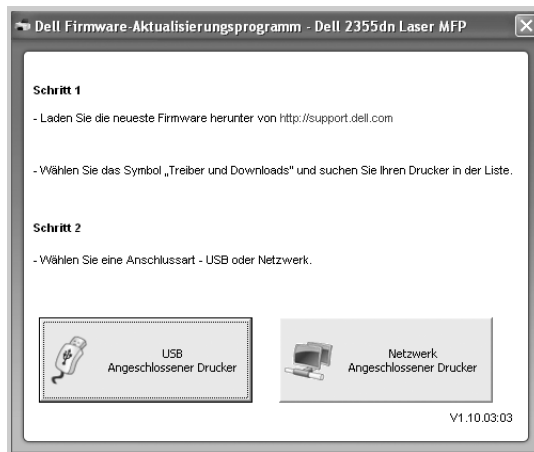 Dell Firmware-Aktualisierungsprogramm - Dell 2355dn Laser MFP
Schritt 1
- Laden Sie die neueste Firmware herunter von http://support.dell.com
- Wählen Sie das Symbol „Treiber und Downloads" und suchen Sie Ihren Drucker in der Liste.
Schritt 2
- Wählen Sie eine Anschlussart - USB oder Netzwerk.
USB
Angeschlossener Drucker
Netzwerk
Angeschlossener Drucker
V1.10.03:03